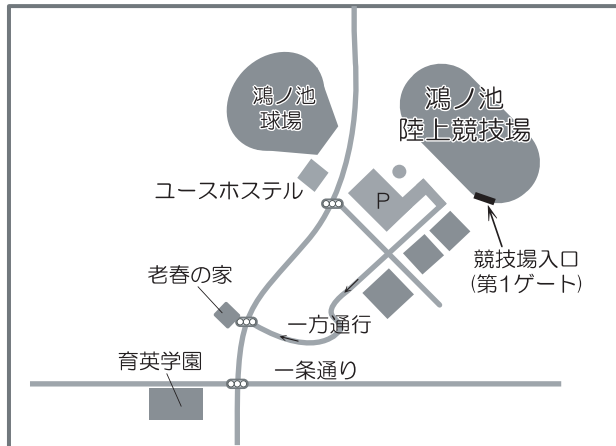 鴻ノ池
球場
鴻ノ池
陸上競技場
ユースホステル
P
競技場入口
(第1ゲート)
老春の家
一方通行
育英学園
一条通り